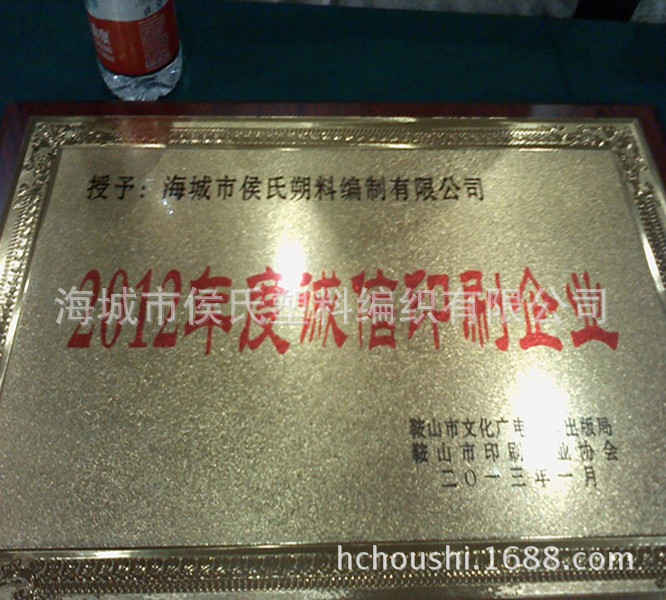 授予：海城市侯氏朔料编制有限公司
2012年度诚信印刷企业
海城市侯氏塑料编织有限公司
鞍山市文化广电 出版局
鞍山市印刷 业协会
二〇一三年一月
hchoushi.1688.com